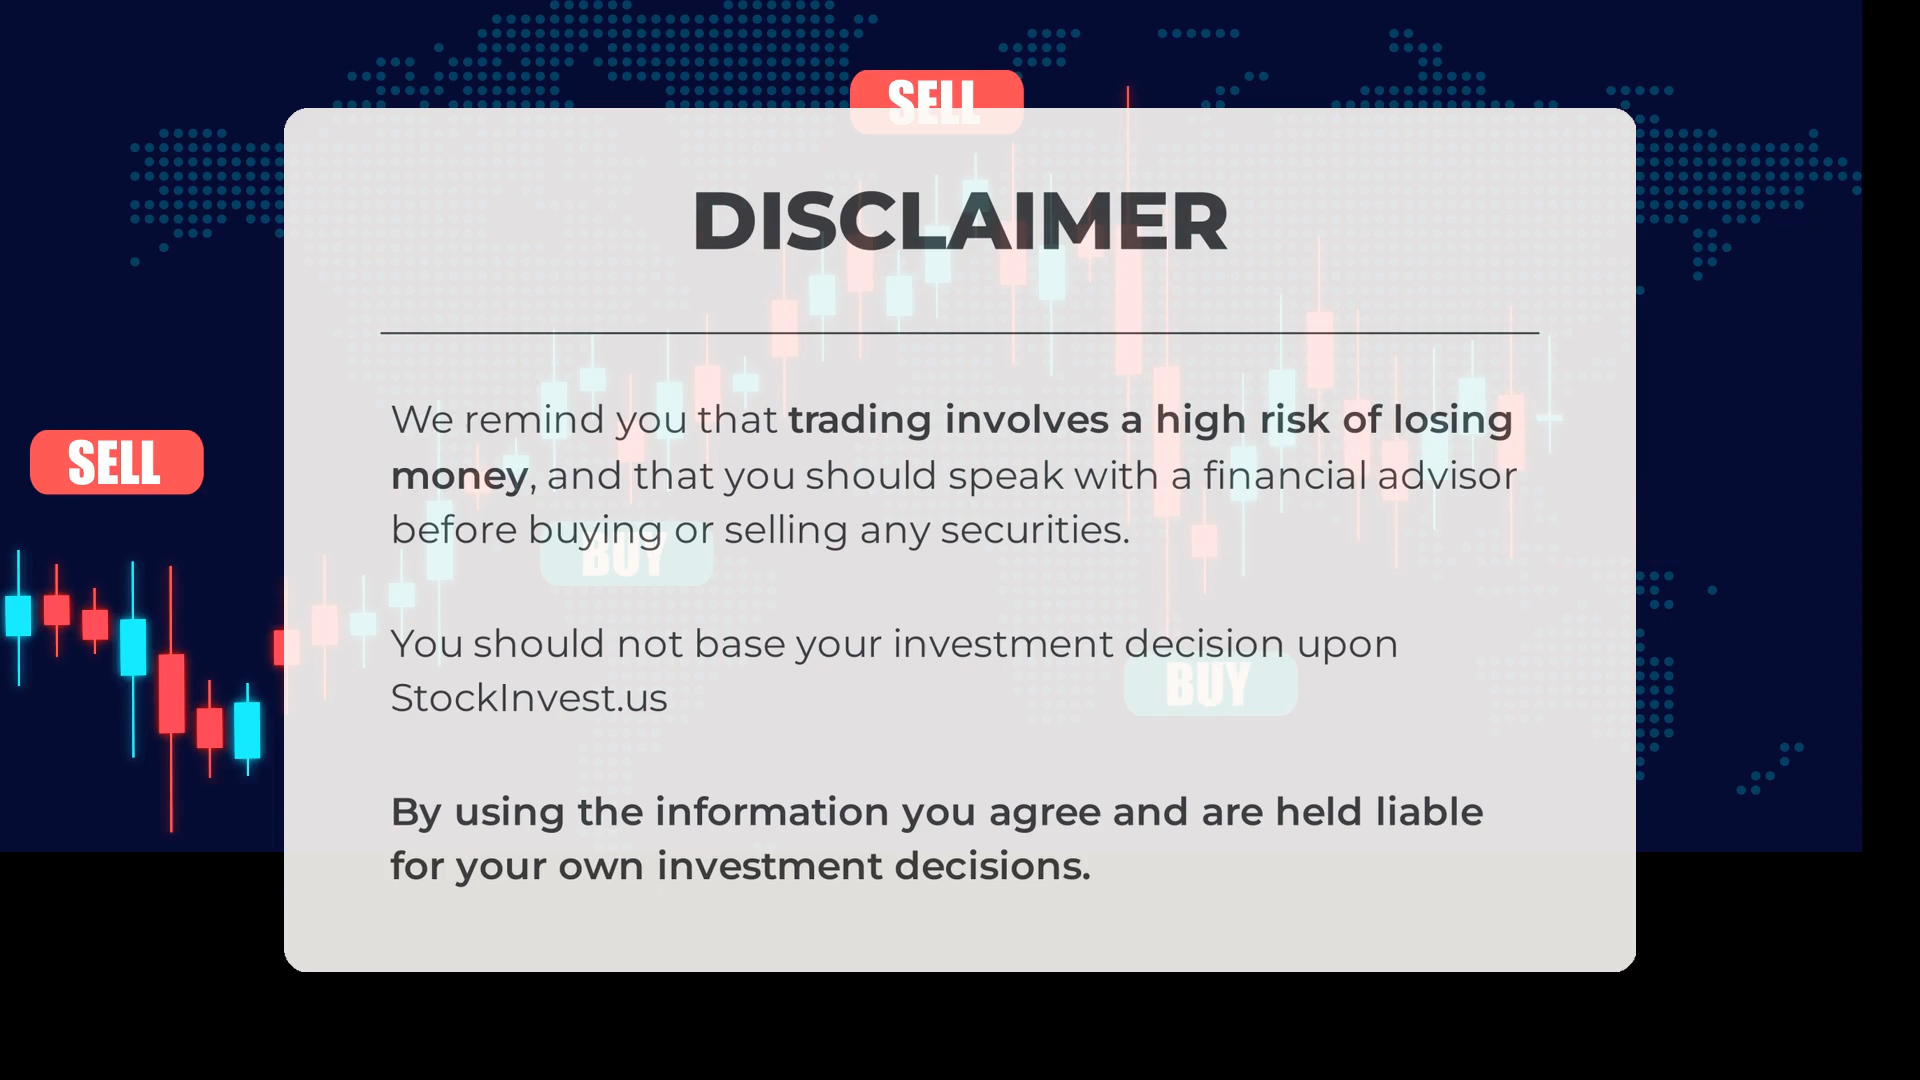 SELL
DISCLAIMER
We remind you that trading involves a high risk of losing
money, and that you should speak with a financial advisor
before buying or selling any securities.
SELL
BUY
You should not base your investment decision upon
StockInvest.us
BUY
By using the information you agree and are held liable
for your own investment decisions.